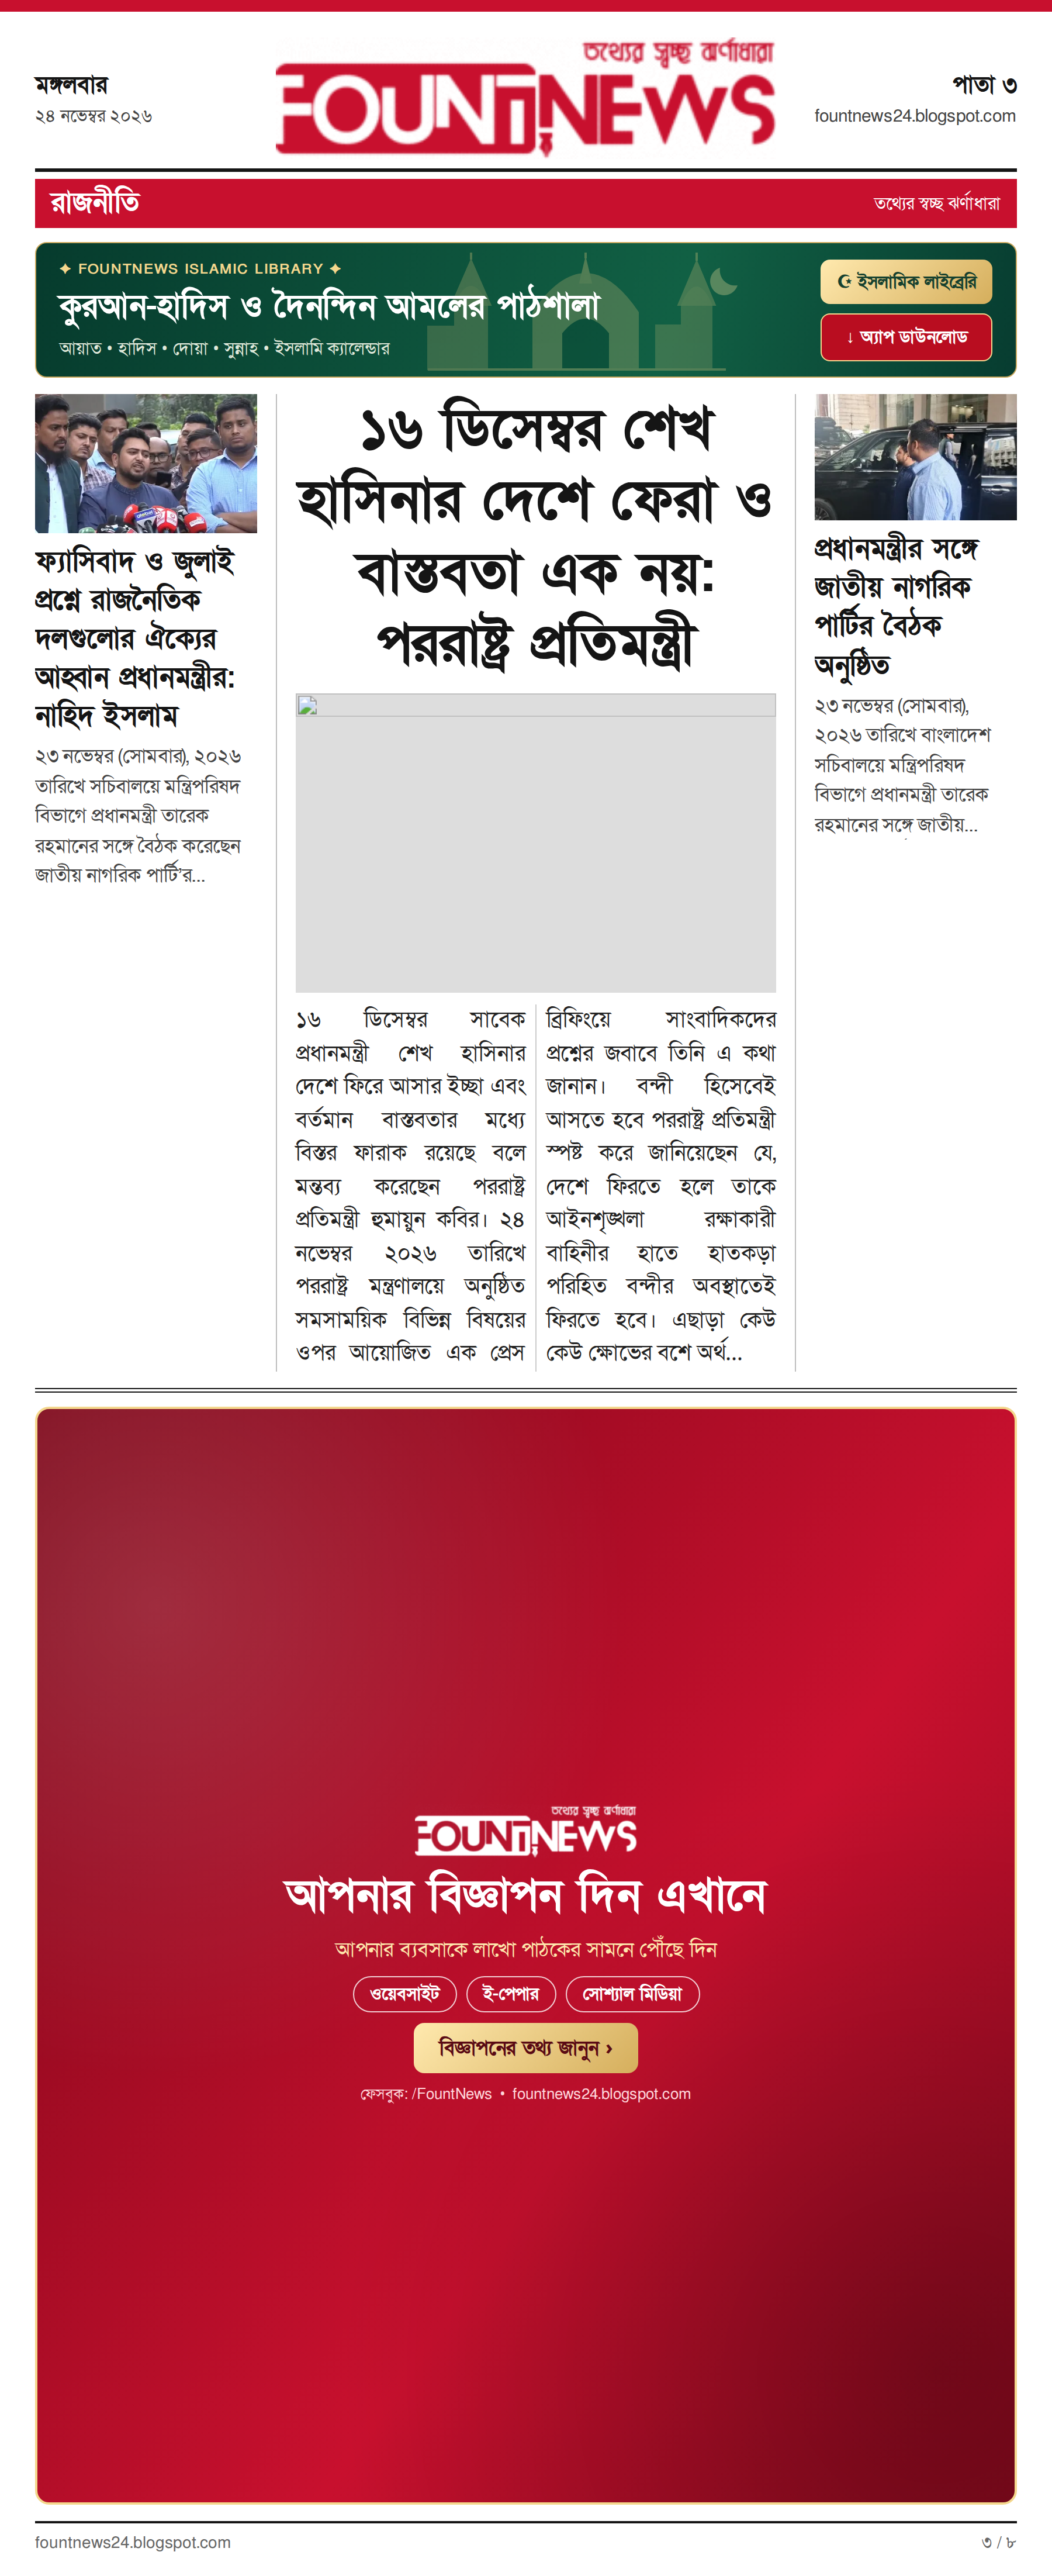 মঙ্গলবার
২৪ নভেম্বর ২০২৬
তথ্যের স্বচ্ছ ঝর্ণাধারা
FOUNTNEWS
পাতা ৩
fountnews24.blogspot.com
রাজনীতি
তথ্যের স্বচ্ছ ঝর্ণাধারা
✦ FOUNTNEWS ISLAMIC LIBRARY ✦
কুরআন-হাদিস ও দৈনন্দিন আমলের পাঠশালা
আয়াত • হাদিস • দোয়া • সুন্নাহ • ইসলামি ক্যালেন্ডার
☪ ইসলামিক লাইব্রেরি
↓ অ্যাপ ডাউনলোড
ফ্যাসিবাদ ও জুলাই
প্রশ্নে রাজনৈতিক
দলগুলোর ঐক্যের
আহ্বান প্রধানমন্ত্রীর:
নাহিদ ইসলাম
২৩ নভেম্বর (সোমবার), ২০২৬
তারিখে সচিবালয়ে মন্ত্রিপরিষদ
বিভাগে প্রধানমন্ত্রী তারেক
রহমানের সঙ্গে বৈঠক করেছেন
জাতীয় নাগরিক পার্টি'র...
১৬ ডিসেম্বর শেখ
হাসিনার দেশে ফেরা ও
বাস্তবতা এক নয়:
পররাষ্ট্র প্রতিমন্ত্রী
১৬ ডিসেম্বর সাবেক
প্রধানমন্ত্রী শেখ হাসিনার
দেশে ফিরে আসার ইচ্ছা এবং
বর্তমান বাস্তবতার মধ্যে
বিস্তর ফারাক রয়েছে বলে
মন্তব্য করেছেন পররাষ্ট্র
প্রতিমন্ত্রী হুমায়ুন কবির। ২৪
নভেম্বর ২০২৬ তারিখে
পররাষ্ট্র মন্ত্রণালয়ে অনুষ্ঠিত
সমসাময়িক বিভিন্ন বিষয়ের
ওপর আয়োজিত এক প্রেস
ব্রিফিংয়ে সাংবাদিকদের
প্রশ্নের জবাবে তিনি এ কথা
জানান। বন্দী হিসেবেই
আসতে হবে পররাষ্ট্র প্রতিমন্ত্রী
স্পষ্ট করে জানিয়েছেন যে,
দেশে ফিরতে হলে তাকে
আইনশৃঙ্খলা রক্ষাকারী
বাহিনীর হাতে হাতকড়া
পরিহিত বন্দীর অবস্থাতেই
ফিরতে হবে। এছাড়া কেউ
কেউ ক্ষোভের বশে অর্থ...
প্রধানমন্ত্রীর সঙ্গে
জাতীয় নাগরিক
পার্টির বৈঠক
অনুষ্ঠিত
২৩ নভেম্বর (সোমবার),
২০২৬ তারিখে বাংলাদেশ
সচিবালয়ে মন্ত্রিপরিষদ
বিভাগে প্রধানমন্ত্রী তারেক
রহমানের সঙ্গে জাতীয়...
তথ্যের স্বচ্ছ ঝর্ণাধারা
FOUNTNEWS
আপনার বিজ্ঞাপন দিন এখানে
আপনার ব্যবসাকে লাখো পাঠকের সামনে পৌঁছে দিন
ওয়েবসাইট
ই-পেপার
সোশ্যাল মিডিয়া
বিজ্ঞাপনের তথ্য জানুন ›
ফেসবুক: /FountNews • fountnews24.blogspot.com
fountnews24.blogspot.com
৩ / ৮